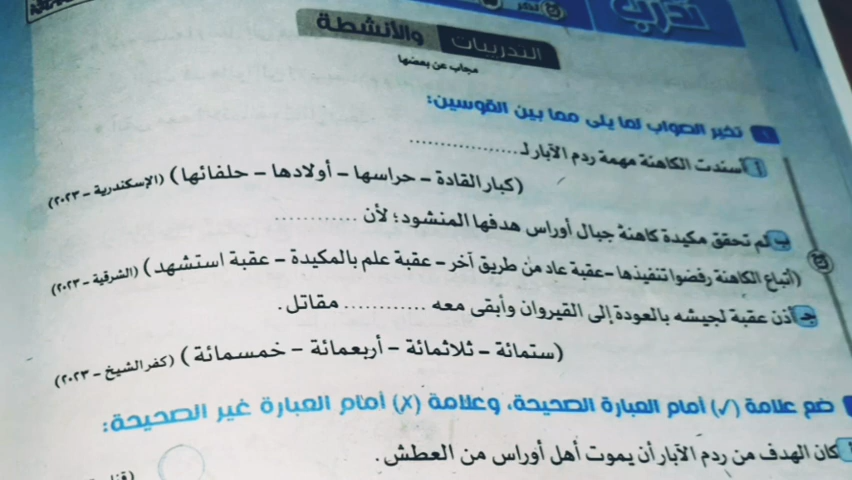 تدرب
التدريبات والأنشطة
مجاب عن بعضها
١ تخير الصواب لما يلى مما بين القوسين:
أ أسندت الكاهنة مهمة ردم الآبار لـ ..................
(كبار القادة - حراسها - أولادها - حلفائها) (الإسكندرية - ٢٠٢٣)
ب لم تحقق مكيدة كاهنة جبال أوراس هدفها المنشود؛ لأن ............
(أتباع الكاهنة رفضوا تنفيذها - عقبة عاد من طريق آخر - عقبة علم بالمكيدة - عقبة استشهد) (الشرقية - ٢٠٢٣)
جـ أذن عقبة لجيشه بالعودة إلى القيروان وأبقى معه ............ مقاتل.
(ستمائة - ثلاثمائة - أربعمائة - خمسمائة) (كفر الشيخ - ٢٠٢٣)
ضع علامة (✓) أمام العبارة الصحيحة، وعلامة (X) أمام العبارة غير الصحيحة:
كان الهدف من ردم الآبار أن يموت أهل أوراس من العطش.